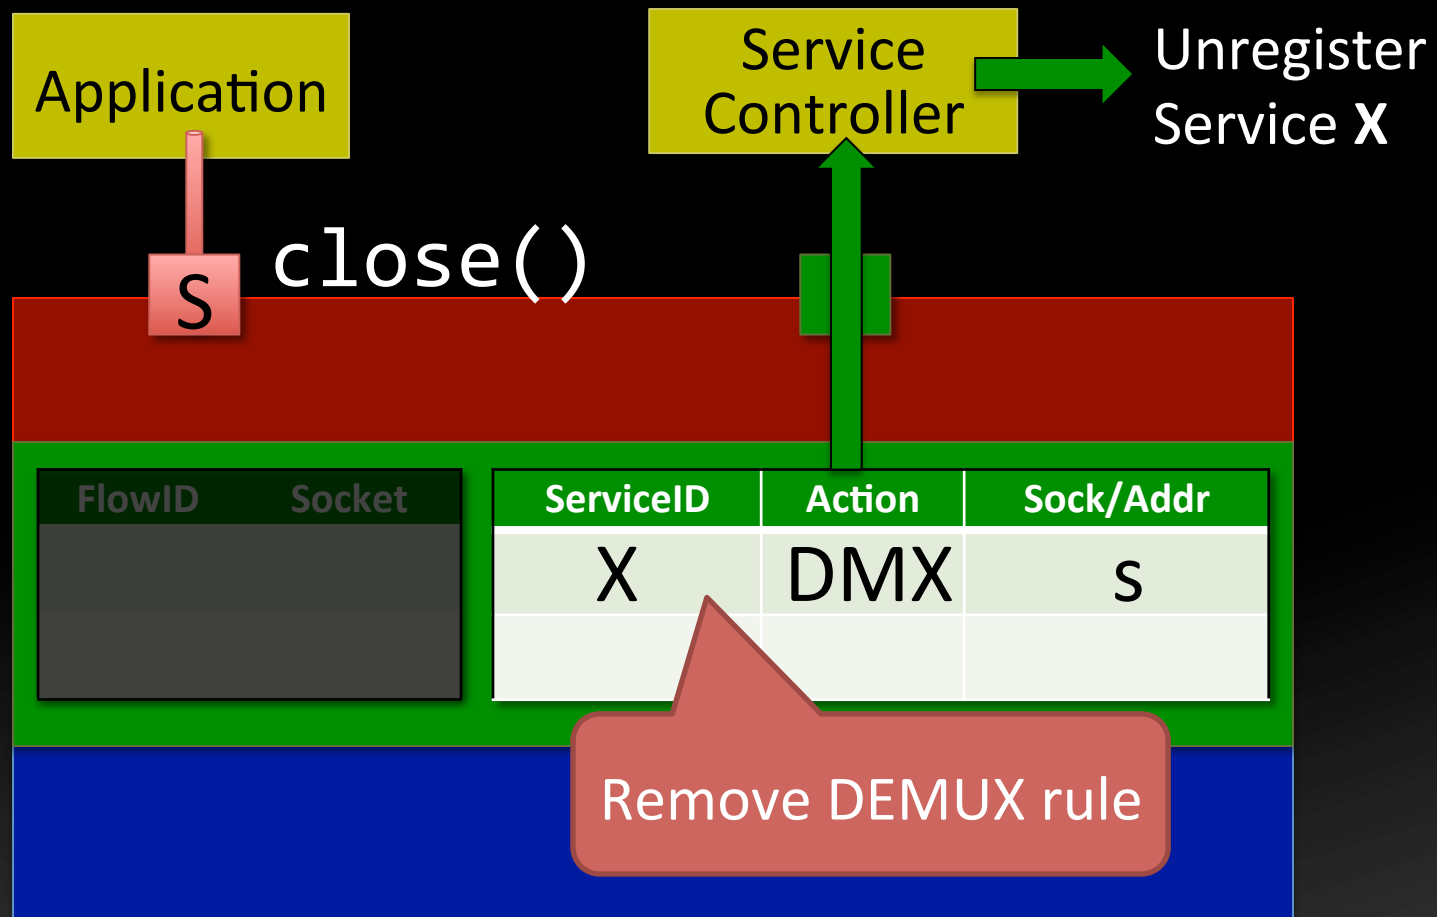 Application
Service
Controller
Unregister
Service X
close()
S
FlowID Socket
ServiceID Action Sock/Addr
X DMX s
Remove DEMUX rule